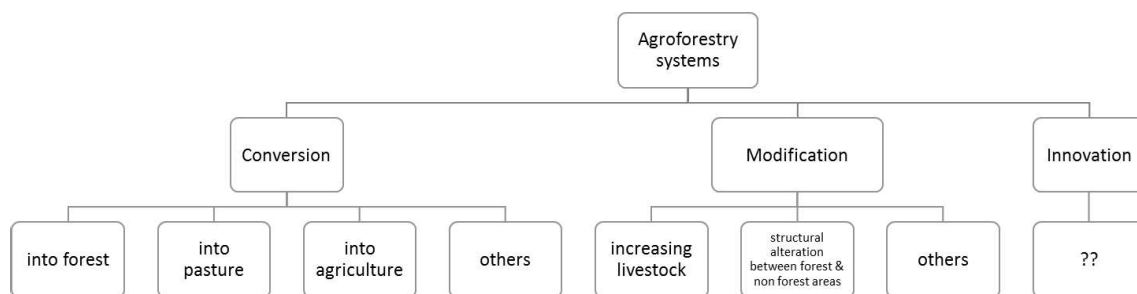 Agroforestry
systems
Conversion
Modification
Innovation
into forest
into
pasture
into
agriculture
others
increasing
livestock
structural
alteration
between forest &
non forest areas
others
??